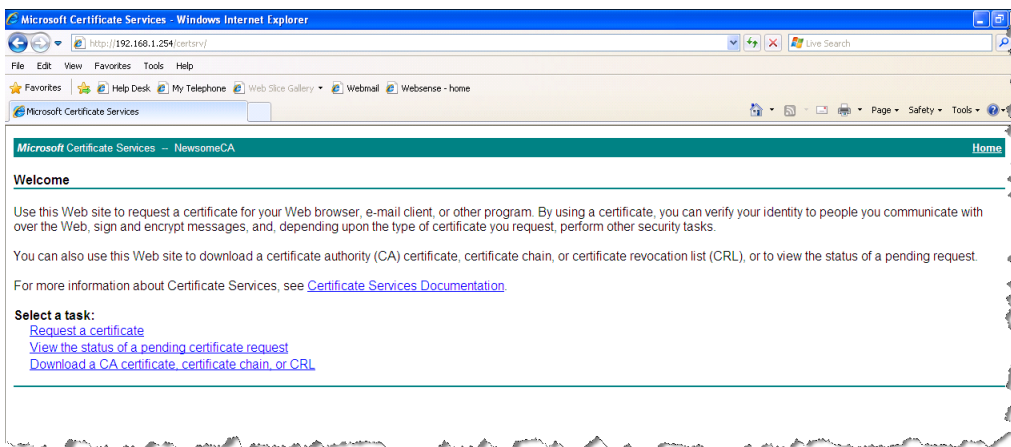 Microsoft Certificate Services - Windows Internet Explorer
http://192.168.1.254/certsrv/
Live Search
File Edit View Favorites Tools Help
Favorites Help Desk My Telephone Web Slice Gallery Webmail Websense - home
Microsoft Certificate Services
Page Safety Tools
Microsoft Certificate Services -- NewsomeCA
Home
Welcome
Use this Web site to request a certificate for your Web browser, e-mail client, or other program. By using a certificate, you can verify your identity to people you communicate with
over the Web, sign and encrypt messages, and, depending upon the type of certificate you request, perform other security tasks.
You can also use this Web site to download a certificate authority (CA) certificate, certificate chain, or certificate revocation list (CRL), or to view the status of a pending request.
For more information about Certificate Services, see Certificate Services Documentation.
Select a task:
Request a certificate
View the status of a pending certificate request
Download a CA certificate, certificate chain, or CRL